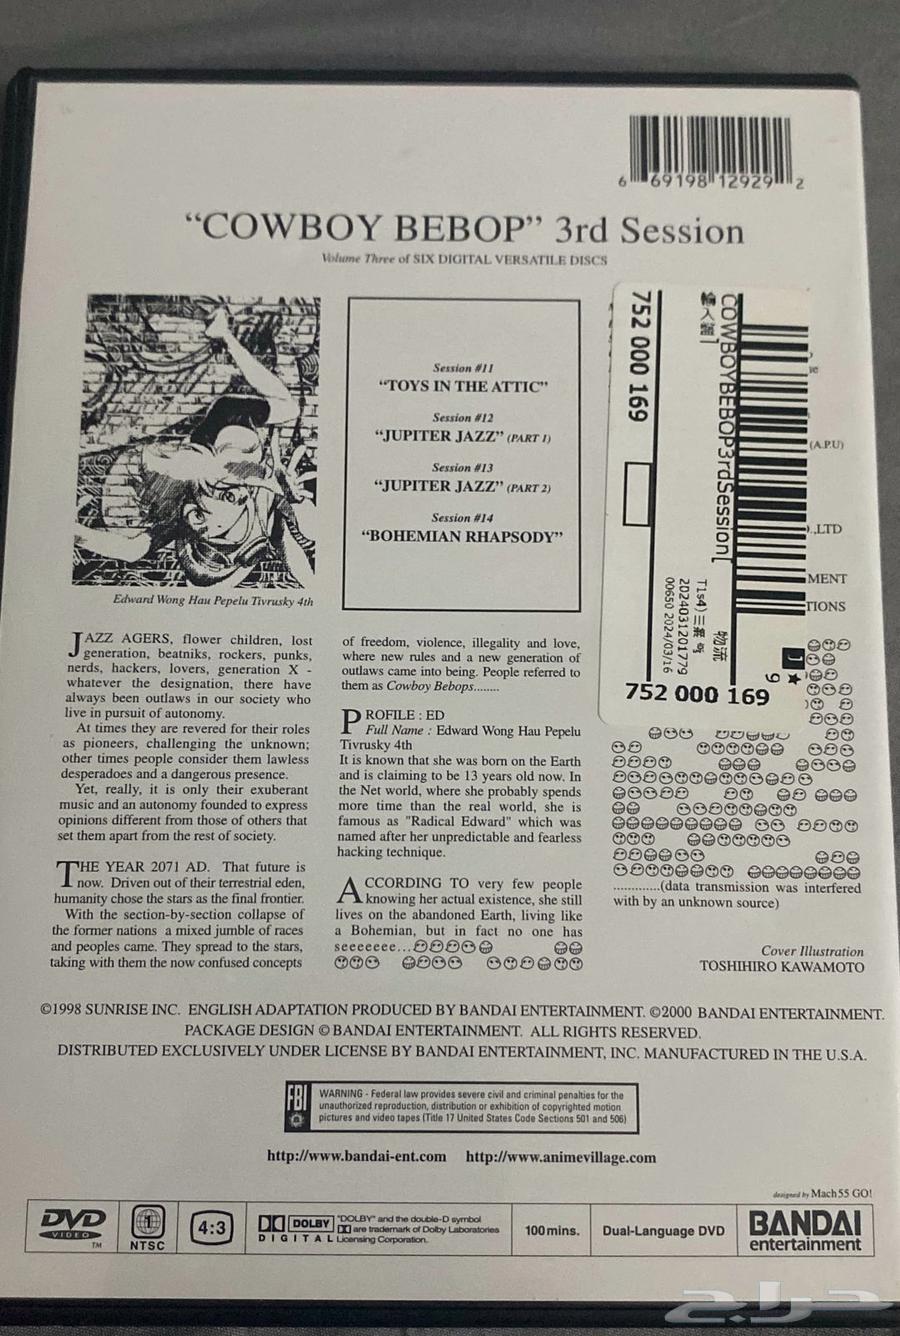 6 69198 12929 2
"COWBOY BEBOP" 3rd Session
Volume Three of SIX DIGITAL VERSATILE DISCS
Edward Wong Hau Pepelu Tivrusky 4th
Session #11
"TOYS IN THE ATTIC"
Session #12
"JUPITER JAZZ" (PART 1)
Session #13
"JUPITER JAZZ" (PART 2)
Session #14
"BOHEMIAN RHAPSODY"
752 000 169
COWBOYBEBOP3rdSession[
輸入盤]
物流
2D240312017​79
00650 2024/03/16
J ★
9
752 000 169
(A.P.U)
.,LTD
MENT
TIONS
JAZZ AGERS, flower children, lost
generation, beatniks, rockers, punks,
nerds, hackers, lovers, generation X -
whatever the designation, there have
always been outlaws in our society who
live in pursuit of autonomy.
At times they are revered for their roles
as pioneers, challenging the unknown;
other times people consider them lawless
desperadoes and a dangerous presence.
Yet, really, it is only their exuberant
music and an autonomy founded to express
opinions different from those of others that
set them apart from the rest of society.
THE YEAR 2071 AD. That future is
now. Driven out of their terrestrial eden,
humanity chose the stars as the final frontier.
With the section-by-section collapse of
the former nations a mixed jumble of races
and peoples came. They spread to the stars,
taking with them the now confused concepts
of freedom, violence, illegality and love,
where new rules and a new generation of
outlaws came into being. People referred to
them as Cowboy Bebops........
PROFILE : ED
Full Name : Edward Wong Hau Pepelu
Tivrusky 4th
It is known that she was born on the Earth
and is claiming to be 13 years old now. In
the Net world, where she probably spends
more time than the real world, she is
famous as "Radical Edward" which was
named after her unpredictable and fearless
hacking technique.
ACCORDING TO very few people
knowing her actual existence, she still
lives on the abandoned Earth, living like
a Bohemian, but in fact no one has
seeeeeee...
.............(data transmission was interfered
with by an unknown source)
Cover Illustration
TOSHIHIRO KAWAMOTO
©1998 SUNRISE INC. ENGLISH ADAPTATION PRODUCED BY BANDAI ENTERTAINMENT. ©2000 BANDAI ENTERTAINMENT.
PACKAGE DESIGN © BANDAI ENTERTAINMENT. ALL RIGHTS RESERVED.
DISTRIBUTED EXCLUSIVELY UNDER LICENSE BY BANDAI ENTERTAINMENT, INC. MANUFACTURED IN THE U.S.A.
FBI
WARNING - Federal law provides severe civil and criminal penalties for the
unauthorized reproduction, distribution or exhibition of copyrighted motion
pictures and video tapes (Title 17 United States Code Sections 501 and 506)
http://www.bandai-ent.com http://www.animevillage.com
designed by Mach55 GO!
DVD
VIDEO
TM
1
NTSC
4:3
DOLBY
DIGITAL
"DOLBY" and the double-D symbol
are trademark of Dolby Laboratories
Licensing Corporation.
100 mins.
Dual-Language DVD
BANDAI
entertainment
حراج